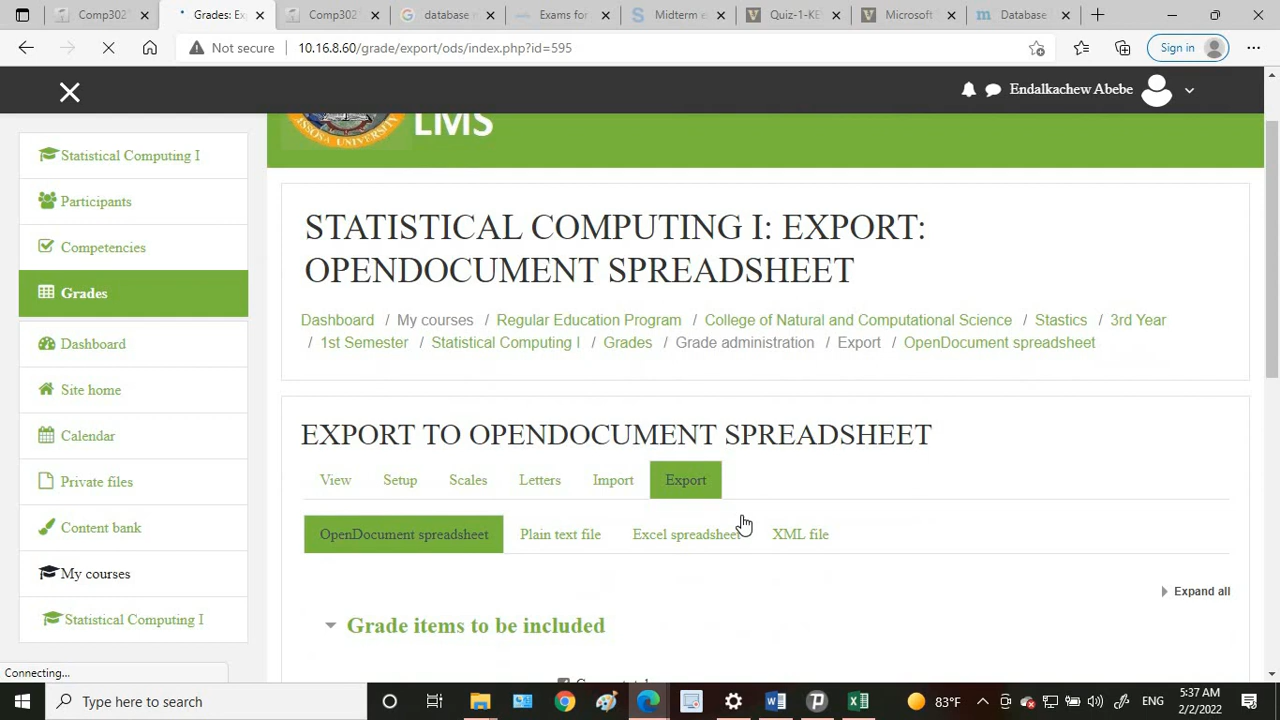 Comp302
Grades: Ex
Comp302
database n
Exams for
Midterm e
Quiz-1-KE
Microsoft
Database
Not secure
10.16.8.60/grade/export/ods/index.php?id=595
Sign in
Endalkachew Abebe
LMS
Statistical Computing I
Participants
Competencies
Grades
Dashboard
Site home
Calendar
Private files
Content bank
My courses
Statistical Computing I
STATISTICAL COMPUTING I: EXPORT:
OPENDOCUMENT SPREADSHEET
Dashboard / My courses / Regular Education Program / College of Natural and Computational Science / Stastics / 3rd Year
/ 1st Semester / Statistical Computing I / Grades / Grade administration / Export / OpenDocument spreadsheet
EXPORT TO OPENDOCUMENT SPREADSHEET
View Setup Scales Letters Import Export
OpenDocument spreadsheet Plain text file Excel spreadsheet XML file
Expand all
Grade items to be included
Connecting...
Type here to search
83°F
ENG
5:37 AM
2/2/2022